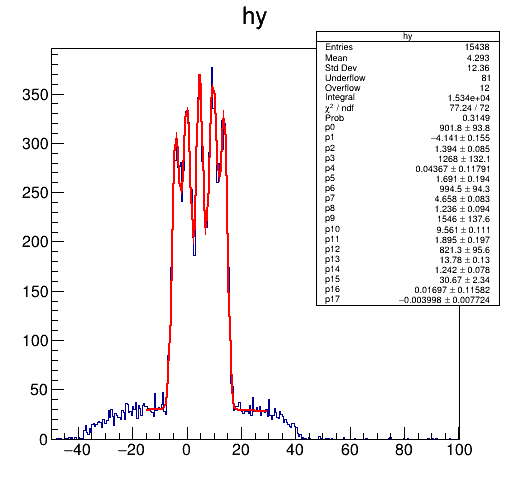 hy
hy
Entries 15438
Mean 4.293
Std Dev 12.36
Underflow 81
Overflow 12
Integral 1.534e+04
χ² / ndf 77.24 / 72
Prob 0.3149
p0 901.8 ± 93.8
p1 −4.141 ± 0.155
p2 1.394 ± 0.085
p3 1268 ± 132.1
p4 0.04367 ± 0.11791
p5 1.691 ± 0.194
p6 994.5 ± 94.3
p7 4.658 ± 0.083
p8 1.236 ± 0.094
p9 1546 ± 137.6
p10 9.561 ± 0.111
p11 1.895 ± 0.197
p12 821.3 ± 95.6
p13 13.78 ± 0.13
p14 1.242 ± 0.078
p15 30.67 ± 2.34
p16 0.01697 ± 0.11582
p17 −0.003998 ± 0.007724
350
300
250
200
150
100
50
0
−40 −20 0 20 40 60 80 100